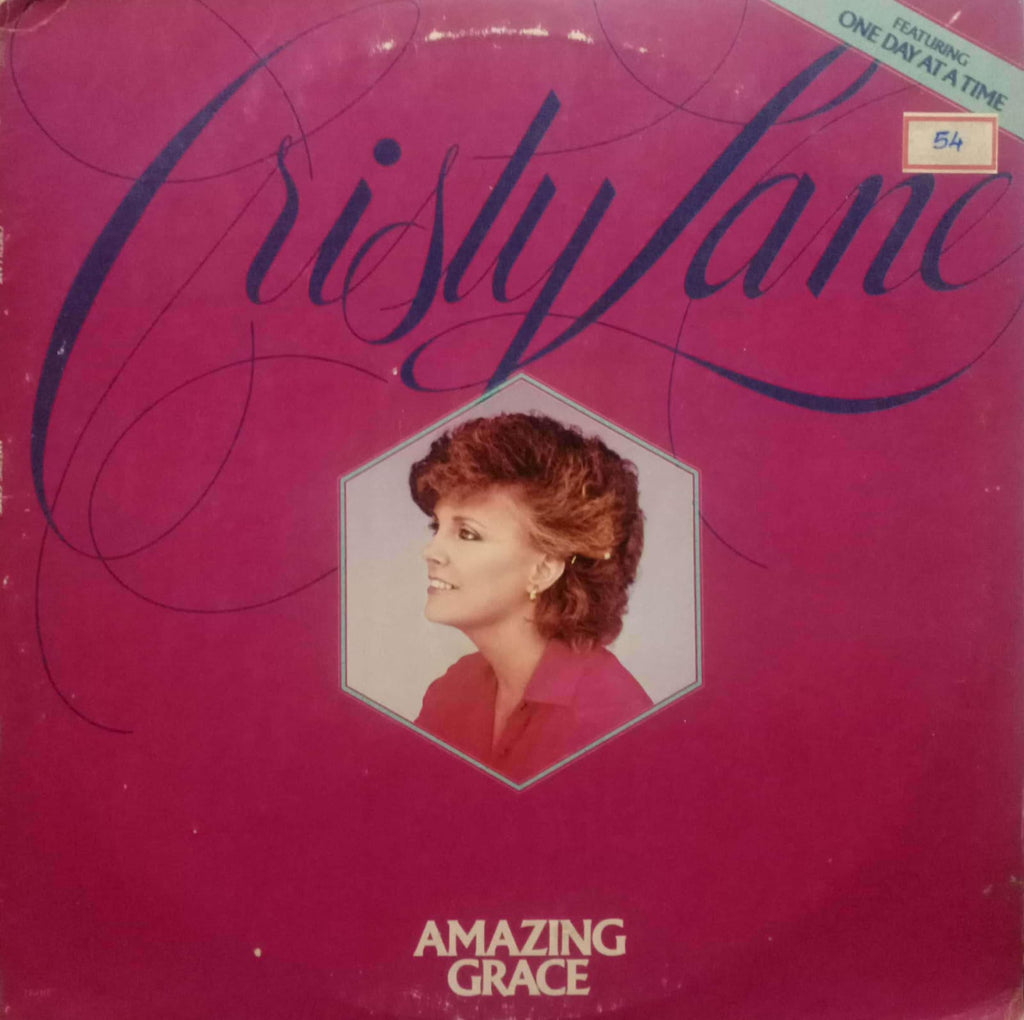 FEATURING
ONE DAY AT A TIME
Cristy Lane
54
AMAZING
GRACE